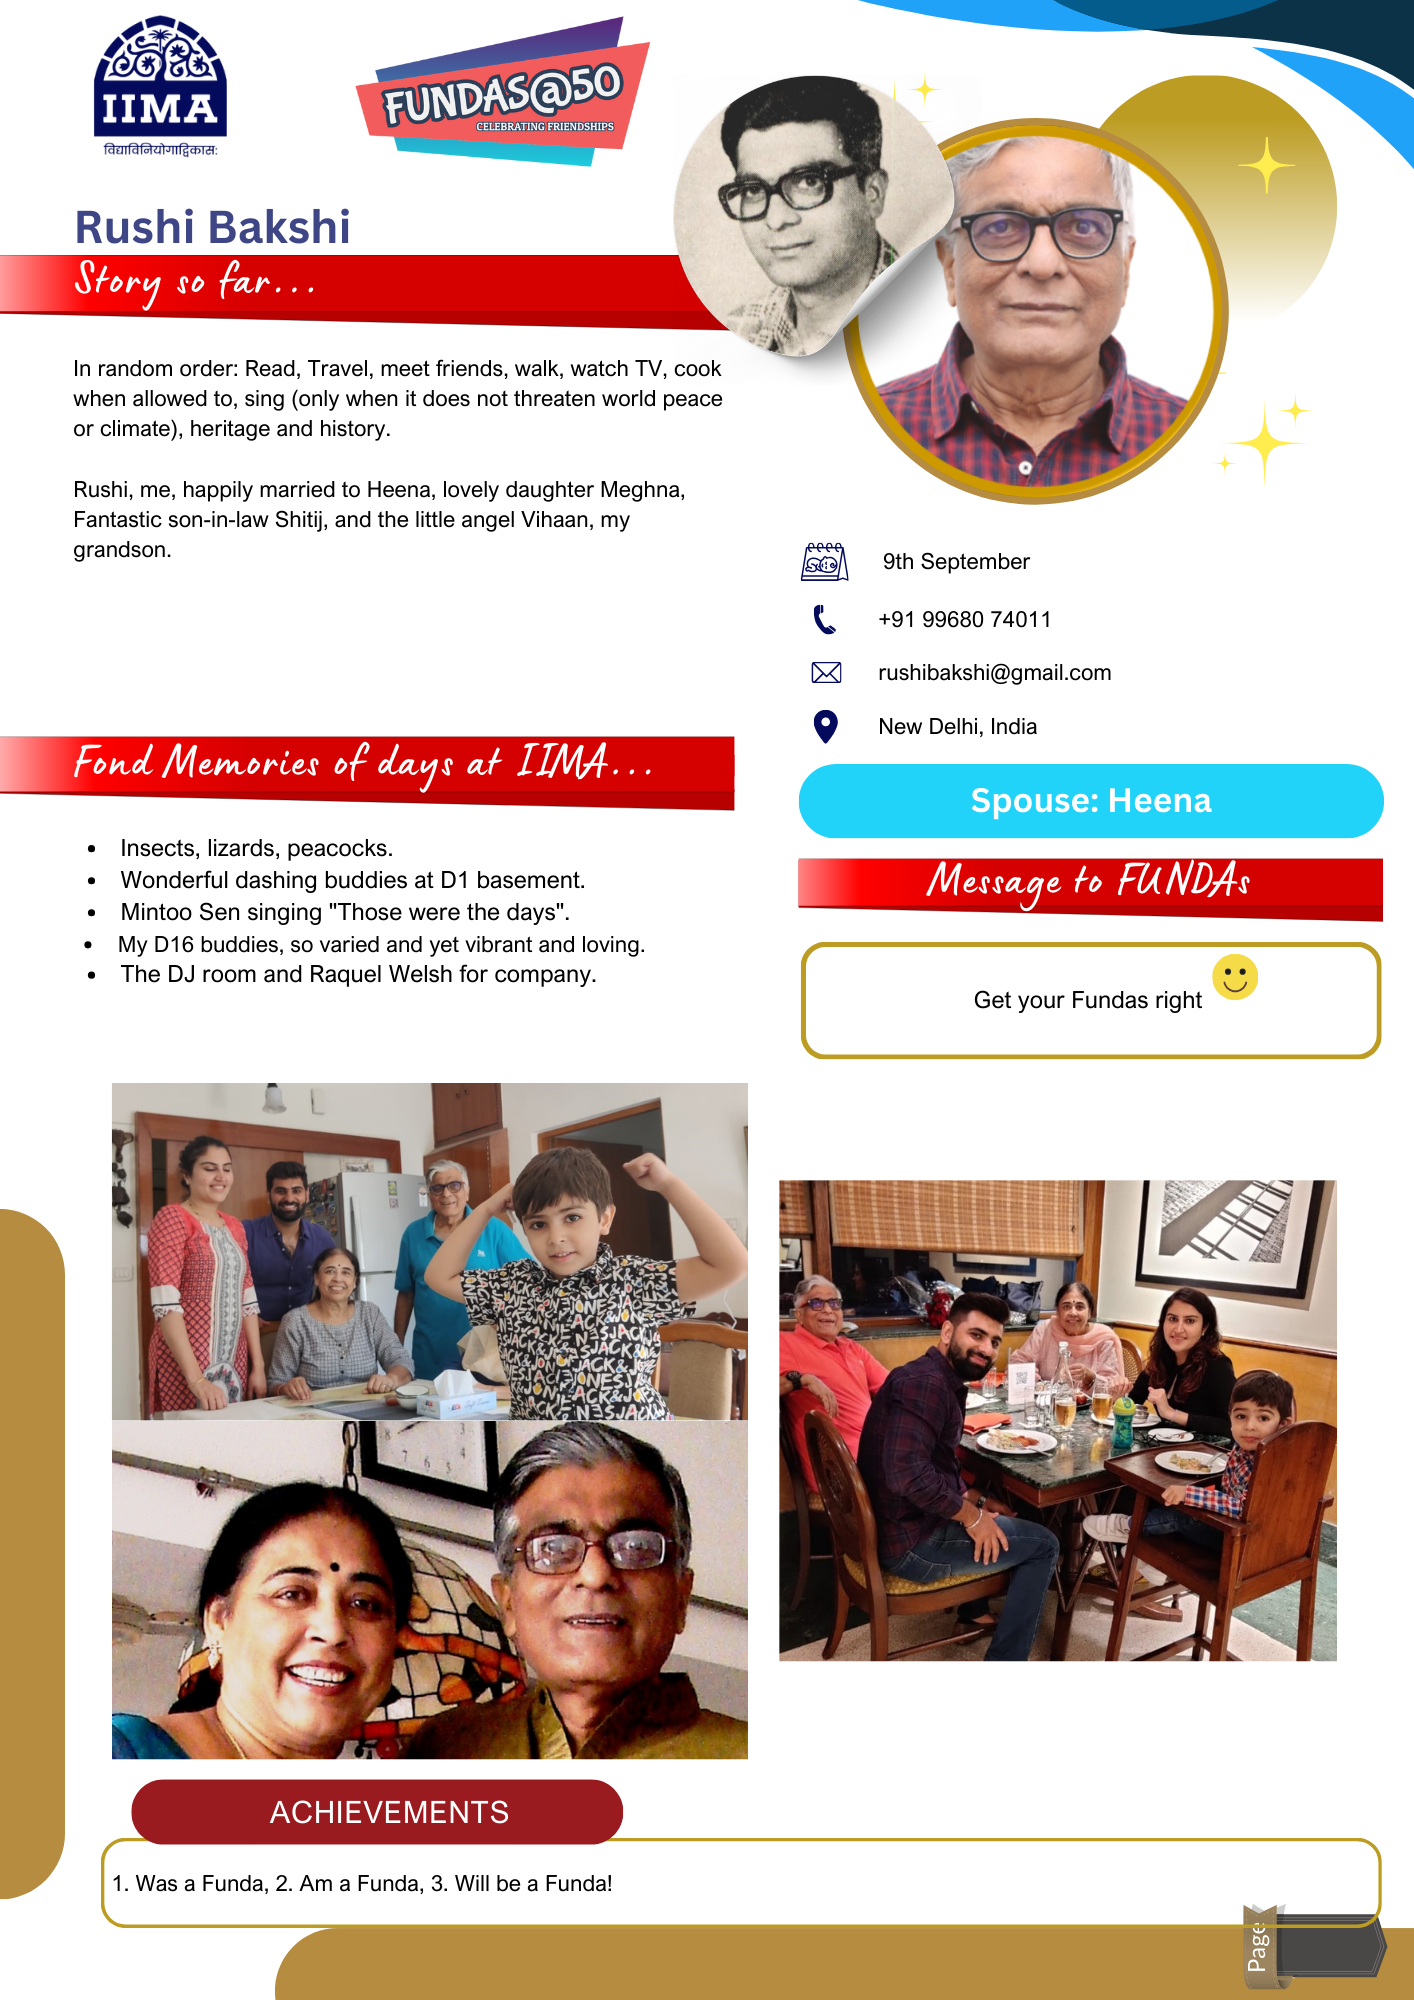 IIMA
विद्याविनियोगाद्विकास:
FUNDAS@50
CELEBRATING FRIENDSHIPS
Rushi Bakshi
Story so far...
In random order: Read, Travel, meet friends, walk, watch TV, cook
when allowed to, sing (only when it does not threaten world peace
or climate), heritage and history.
Rushi, me, happily married to Heena, lovely daughter Meghna,
Fantastic son-in-law Shitij, and the little angel Vihaan, my
grandson.
9th September
+91 99680 74011
rushibakshi@gmail.com
New Delhi, India
Spouse: Heena
Fond Memories of days at IIMA...
• Insects, lizards, peacocks.
• Wonderful dashing buddies at D1 basement.
• Mintoo Sen singing "Those were the days".
• My D16 buddies, so varied and yet vibrant and loving.
• The DJ room and Raquel Welsh for company.
Message to FUNDAs
Get your Fundas right
ACHIEVEMENTS
1. Was a Funda, 2. Am a Funda, 3. Will be a Funda!
Page